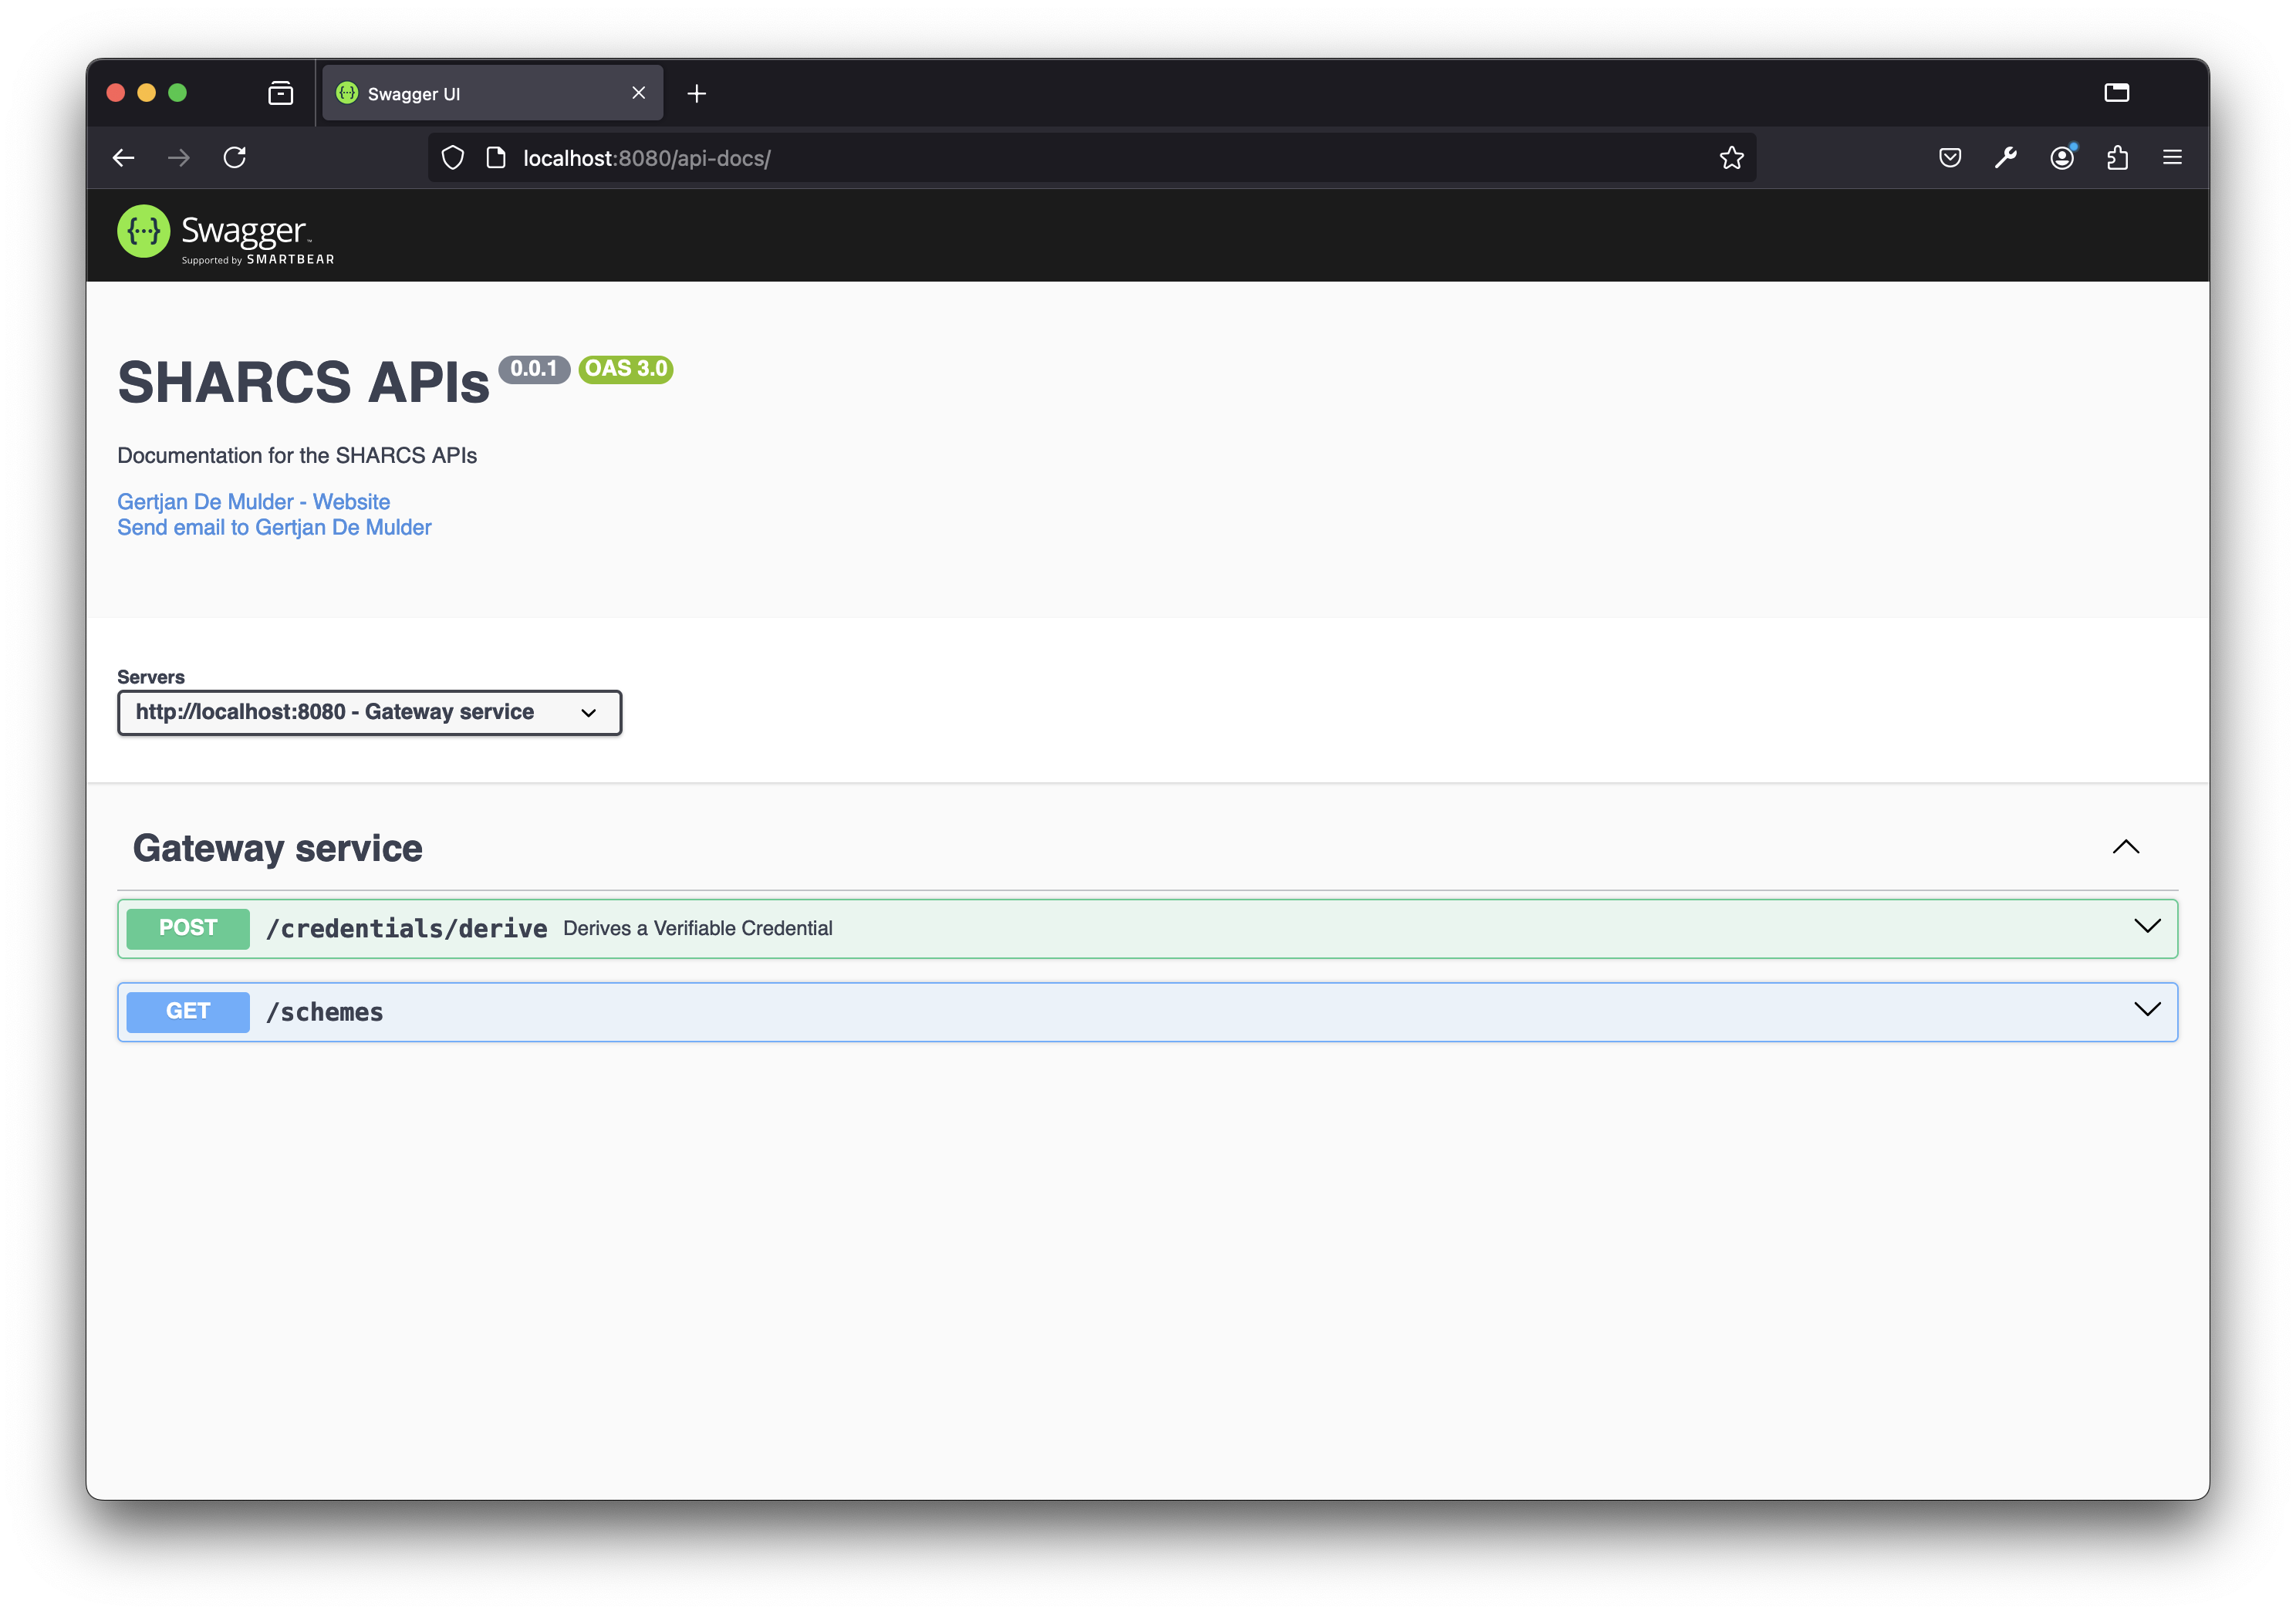 Swagger UI
localhost:8080/api-docs/
{···} Swagger™
Supported by SMARTBEAR
SHARCS APIs 0.0.1 OAS 3.0
Documentation for the SHARCS APIs
Gertjan De Mulder - Website
Send email to Gertjan De Mulder
Servers
http://localhost:8080 - Gateway service
Gateway service
POST /credentials/derive Derives a Verifiable Credential
GET /schemes